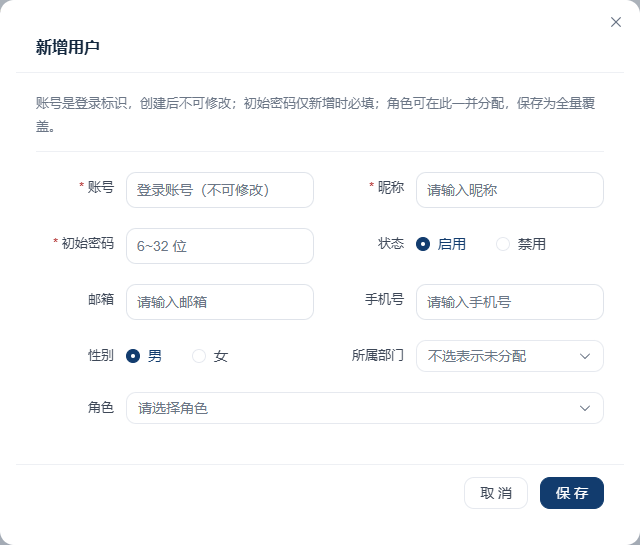 新增用户
账号是登录标识，创建后不可修改；初始密码仅新增时必填；角色可在此一并分配，保存为全量覆
盖。
* 账号 登录账号（不可修改） * 昵称 请输入昵称
* 初始密码 6~32 位 状态 启用 禁用
邮箱 请输入邮箱 手机号 请输入手机号
性别 男 女 所属部门 不选表示未分配
角色 请选择角色
取 消 保 存